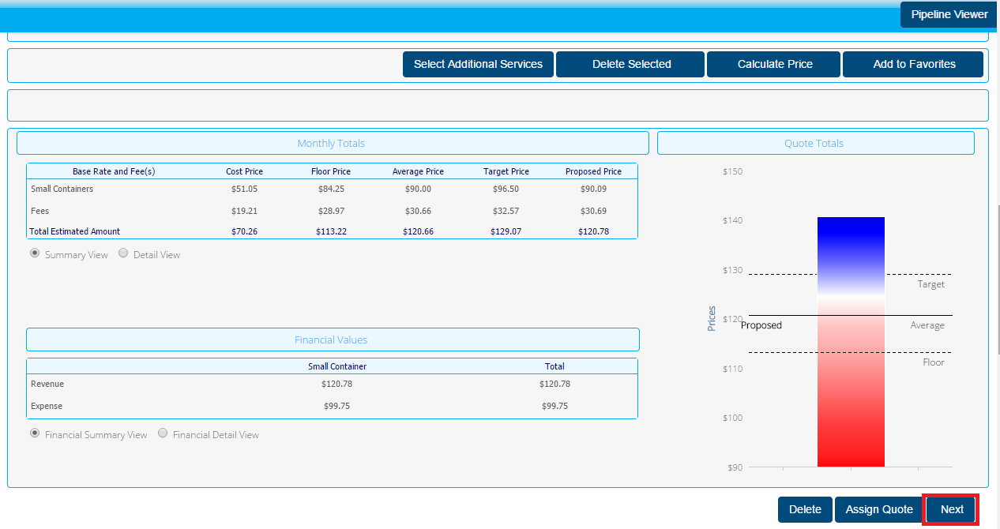 Pipeline Viewer
Select Additional Services Delete Selected Calculate Price Add to Favorites
Monthly Totals
Base Rate and Fee(s) Cost Price Floor Price Average Price Target Price Proposed Price
Small Containers $51.05 $84.25 $90.00 $96.50 $90.09
Fees $19.21 $28.97 $30.66 $32.57 $30.69
Total Estimated Amount $70.26 $113.22 $120.66 $129.07 $120.78
Summary View Detail View
Financial Values
Small Container Total
Revenue $120.78 $120.78
Expense $99.75 $99.75
Financial Summary View Financial Detail View
Quote Totals
$150
$140
$130
Target
Prices
$120
Proposed Average
Floor
$110
$100
$90
Delete Assign Quote Next